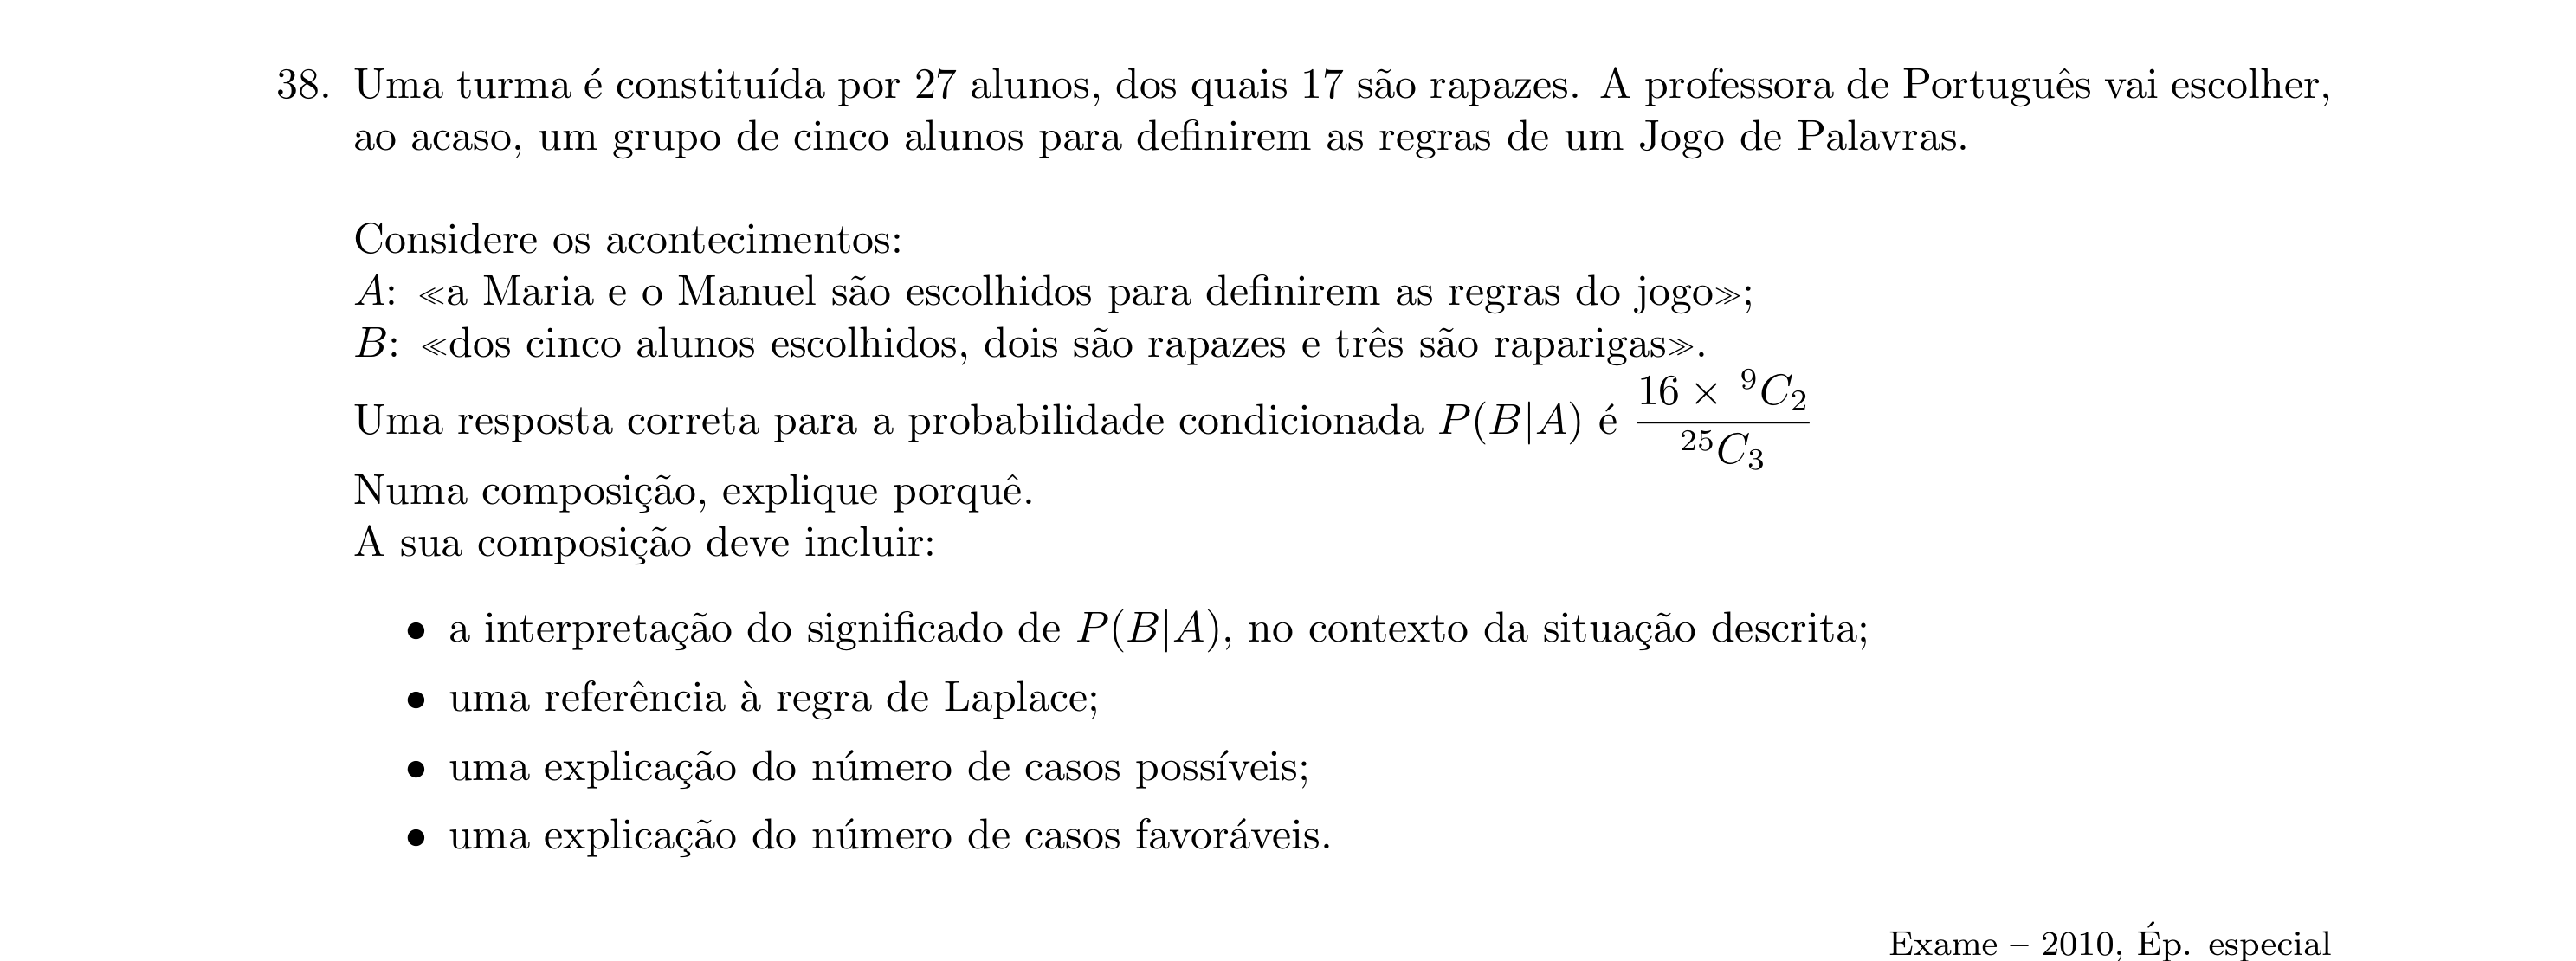 38. Uma turma é constituída por 27 alunos, dos quais 17 são rapazes. A professora de Português vai escolher,
ao acaso, um grupo de cinco alunos para definirem as regras de um Jogo de Palavras.
Considere os acontecimentos:
A: ≪a Maria e o Manuel são escolhidos para definirem as regras do jogo≫;
B: ≪dos cinco alunos escolhidos, dois são rapazes e três são raparigas≫.
Uma resposta correta para a probabilidade condicionada $P(B|A)$ é $\frac{16 \times {}^{9}C_2}{{}^{25}C_3}$
Numa composição, explique porquê.
A sua composição deve incluir:
• a interpretação do significado de $P(B|A)$, no contexto da situação descrita;
• uma referência à regra de Laplace;
• uma explicação do número de casos possíveis;
• uma explicação do número de casos favoráveis.
Exame – 2010, Ép. especial